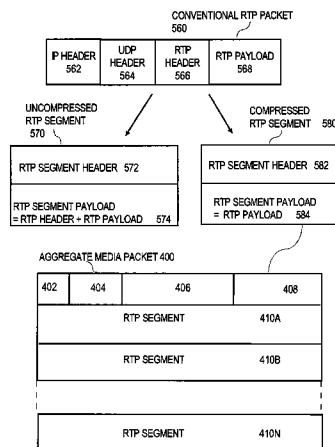 CONVENTIONAL RTP PACKET
560
IP HEADER
562
UDP
HEADER
564
RTP
HEADER
566
RTP PAYLOAD
568
UNCOMPRESSED
RTP SEGMENT
570
COMPRESSED
RTP SEGMENT 580
RTP SEGMENT HEADER 572
RTP SEGMENT PAYLOAD
= RTP HEADER + RTP PAYLOAD 574
RTP SEGMENT HEADER 582
RTP SEGMENT PAYLOAD
= RTP PAYLOAD 584
AGGREGATE MEDIA PACKET 400
402 404 406 408
RTP SEGMENT 410A
RTP SEGMENT 410B
RTP SEGMENT 410N